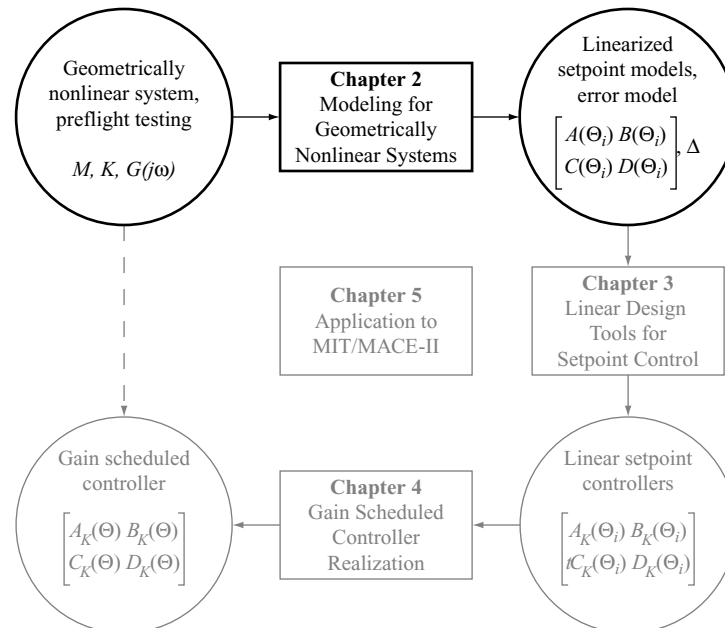 Geometrically
nonlinear system,
preflight testing
M, K, G(jω)
Chapter 2
Modeling for
Geometrically
Nonlinear Systems
Linearized
setpoint models,
error model
[A(Θi) B(Θi)
C(Θi) D(Θi)], Δ
Chapter 5
Application to
MIT/MACE-II
Chapter 3
Linear Design
Tools for
Setpoint Control
Gain scheduled
controller
[AK(Θ) BK(Θ)
CK(Θ) DK(Θ)]
Chapter 4
Gain Scheduled
Controller
Realization
Linear setpoint
controllers
[AK(Θi) BK(Θi)
tCK(Θi) DK(Θi)]